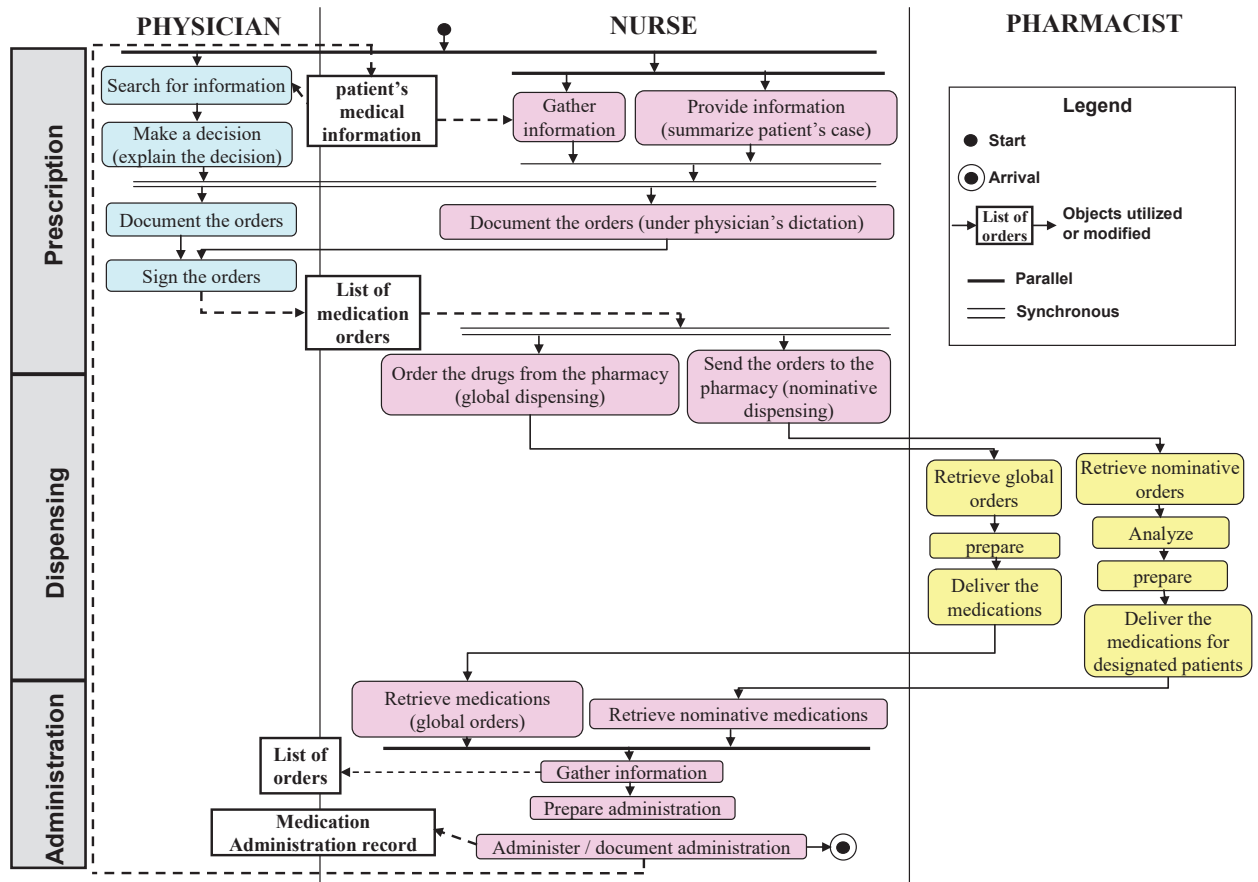 PHYSICIAN
NURSE
PHARMACIST
Prescription
Search for information
patient's
medical
information
Gather
information
Provide information
(summarize patient's case)
Make a decision
(explain the decision)
Document the orders
Document the orders (under physician's dictation)
Sign the orders
List of
medication
orders
Legend
Start
Arrival
List of
orders
Objects utilized
or modified
Parallel
Synchronous
Dispensing
Order the drugs from the pharmacy
(global dispensing)
Send the orders to the
pharmacy (nominative
dispensing)
Retrieve global
orders
Retrieve nominative
orders
Analyze
prepare
prepare
Deliver the
medications
Deliver the
medications for
designated patients
Administration
Retrieve medications
(global orders)
Retrieve nominative medications
List of
orders
Gather information
Prepare administration
Medication
Administration record
Administer / document administration